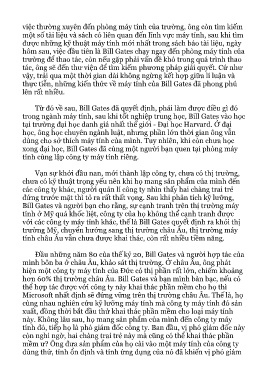 việc thường xuyên đến phòng máy tính của trường, ông còn tìm kiếm
một số tài liệu và sách có liên quan đến lĩnh vực máy tính, sau khi tìm
được những kỹ thuật máy tính mới nhất trong sách báo tài liệu, ngày
hôm sau, việc đầu tiên là Bill Gates chạy ngay đến phòng máy tính của
trường để thao tác, còn nếu gặp phải vấn đề khó trong quá trình thao
tác, ông sẽ đến thư viện để tìm kiếm phương pháp giải quyết. Cứ như
vậy, trải qua một thời gian dài không ngừng kết hợp giữa lí luận và
thực tiễn, những kiến thức về máy tính của Bill Gates đã phong phú
lên rất nhiều.
Từ đó về sau, Bill Gates đã quyết định, phải làm được điều gì đó
trong ngành máy tính, sau khi tốt nghiệp trung học, Bill Gates vào học
tại trường đại học danh giá nhất thế giới - Đại học Harvard. Ở đại
học, ông học chuyên ngành luật, nhưng phần lớn thời gian ông vẫn
dùng cho sở thích máy tính của mình. Tuy nhiên, khi còn chưa học
xong đại học, Bill Gates đã cùng một người bạn quen tại phòng máy
tính cùng lập công ty máy tính riêng.
Vạn sự khởi đầu nan, mới thành lập công ty, chưa có thị trường,
chưa có kỹ thuật trọng yếu nên khi họ mang sản phẩm của mình đến
các công ty khác, người quản lí công ty nhìn thấy hai chàng trai trẻ
đứng trước mặt thì tỏ ra rất thất vọng. Sau khi phân tích kỹ lưỡng,
Bill Gates và người bạn cho rằng, sự cạnh tranh trên thị trường máy
tính ở Mỹ quá khốc liệt, công ty của họ không thể cạnh tranh được
với các công ty máy tính khác, thế là Bill Gates quyết định ra khỏi thị
trường Mỹ, chuyển hướng sang thị trường châu Âu, thị trường máy
tính châu Âu vẫn chưa được khai thác, còn rất nhiều tiềm năng.
Đầu những năm 80 của thế kỷ 20, Bill Gates và người hợp tác của
mình bôn ba ở châu Âu, khảo sát thị trường. Ở châu Âu, ông phát
hiện một công ty máy tính của Đức có thị phần rất lớn, chiếm khoảng
hơn 60% thị trường châu Âu. Bill Gates và bạn mình bàn bạc, nếu có
thể hợp tác được với công ty này khai thác phần mềm cho họ thì
Microsoft nhất định sẽ đứng vững trên thị trường châu Âu. Thế là, họ
cùng nhau nghiên cứu kỹ lưỡng máy tính mà công ty máy tính đó sản
xuất, đồng thời bắt đầu thử khai thác phần mềm cho loại máy tính
này. Không lâu sau, họ mang sản phẩm của mình đến công ty máy
tính đó, tiếp họ là phó giám đốc công ty. Ban đầu, vị phó giám đốc này
còn nghi ngờ, hai chàng trai trẻ này mà cũng có thể khai thác phần
mềm ư? Ông đưa sản phẩm của họ cài vào một máy tính của công ty
dùng thử, tính ổn định và tính ứng dụng của nó đã khiến vị phó giám